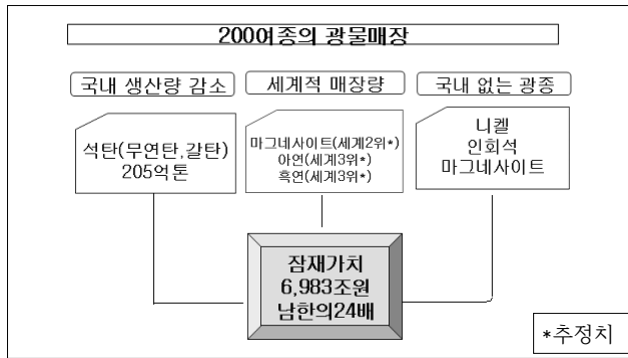 200여종의 광물매장
국내 생산량 감소
세계적 매장량
국내 없는 광종
석탄(무연탄,갈탄)
205억톤
마그네사이트(세계2위*)
아연(세계3위*)
흑연(세계3위*)
니켈
인회석
마그네사이트
잠재가치
6,983조원
남한의24배
*추정치